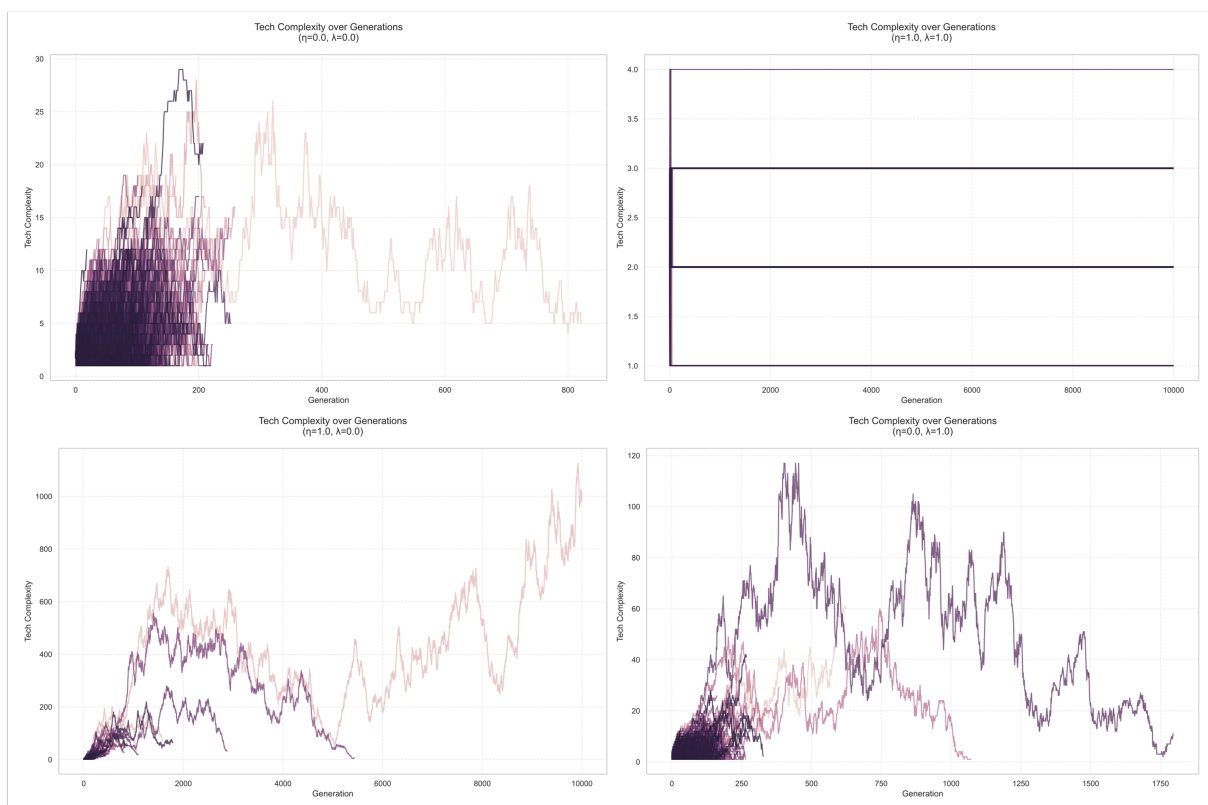 Tech Complexity over Generations
(η=0.0, λ=0.0)
30
25
20
15
10
5
0
Tech Complexity
0 200 400 600 800
Generation
Tech Complexity over Generations
(η=1.0, λ=1.0)
4.0
3.5
3.0
2.5
2.0
1.5
1.0
Tech Complexity
0 2000 4000 6000 8000 10000
Generation
Tech Complexity over Generations
(η=1.0, λ=0.0)
1000
800
600
400
200
0
Tech Complexity
0 2000 4000 6000 8000 10000
Generation
Tech Complexity over Generations
(η=0.0, λ=1.0)
120
100
80
60
40
20
0
Tech Complexity
0 250 500 750 1000 1250 1500 1750
Generation